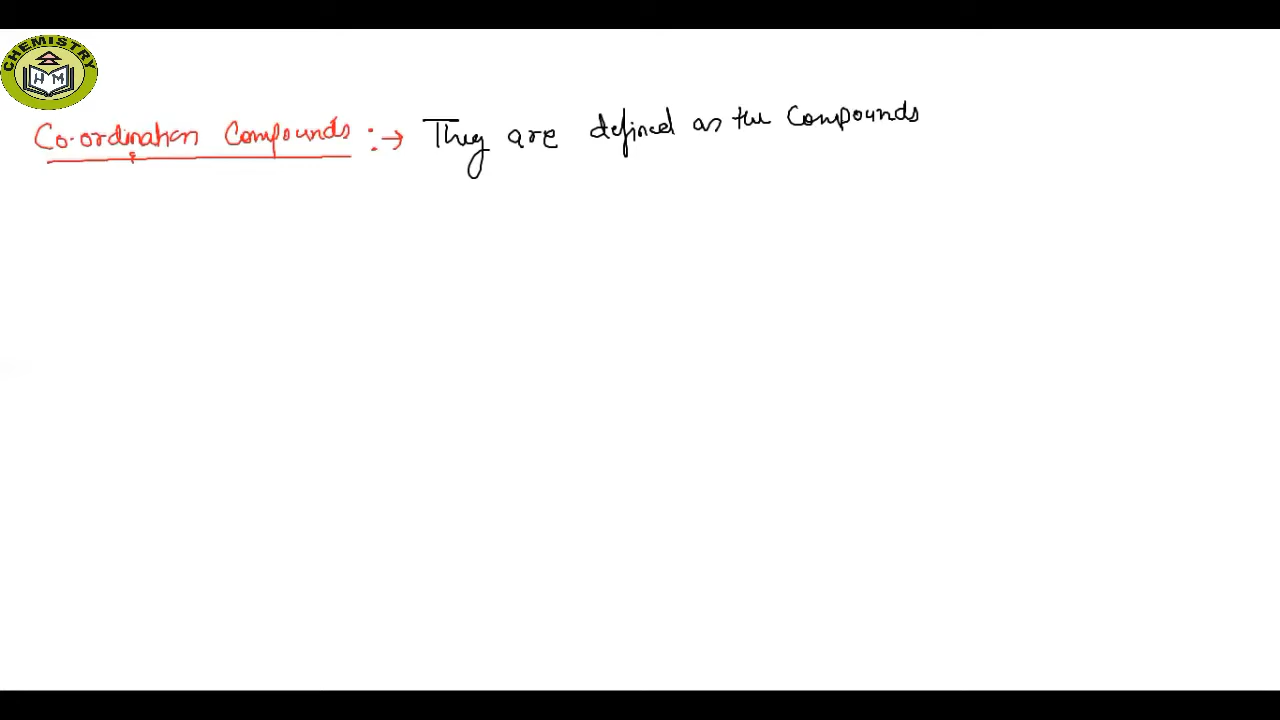 CHEMISTRY
H M
Co-ordination Compounds :→ They are defined as the Compounds